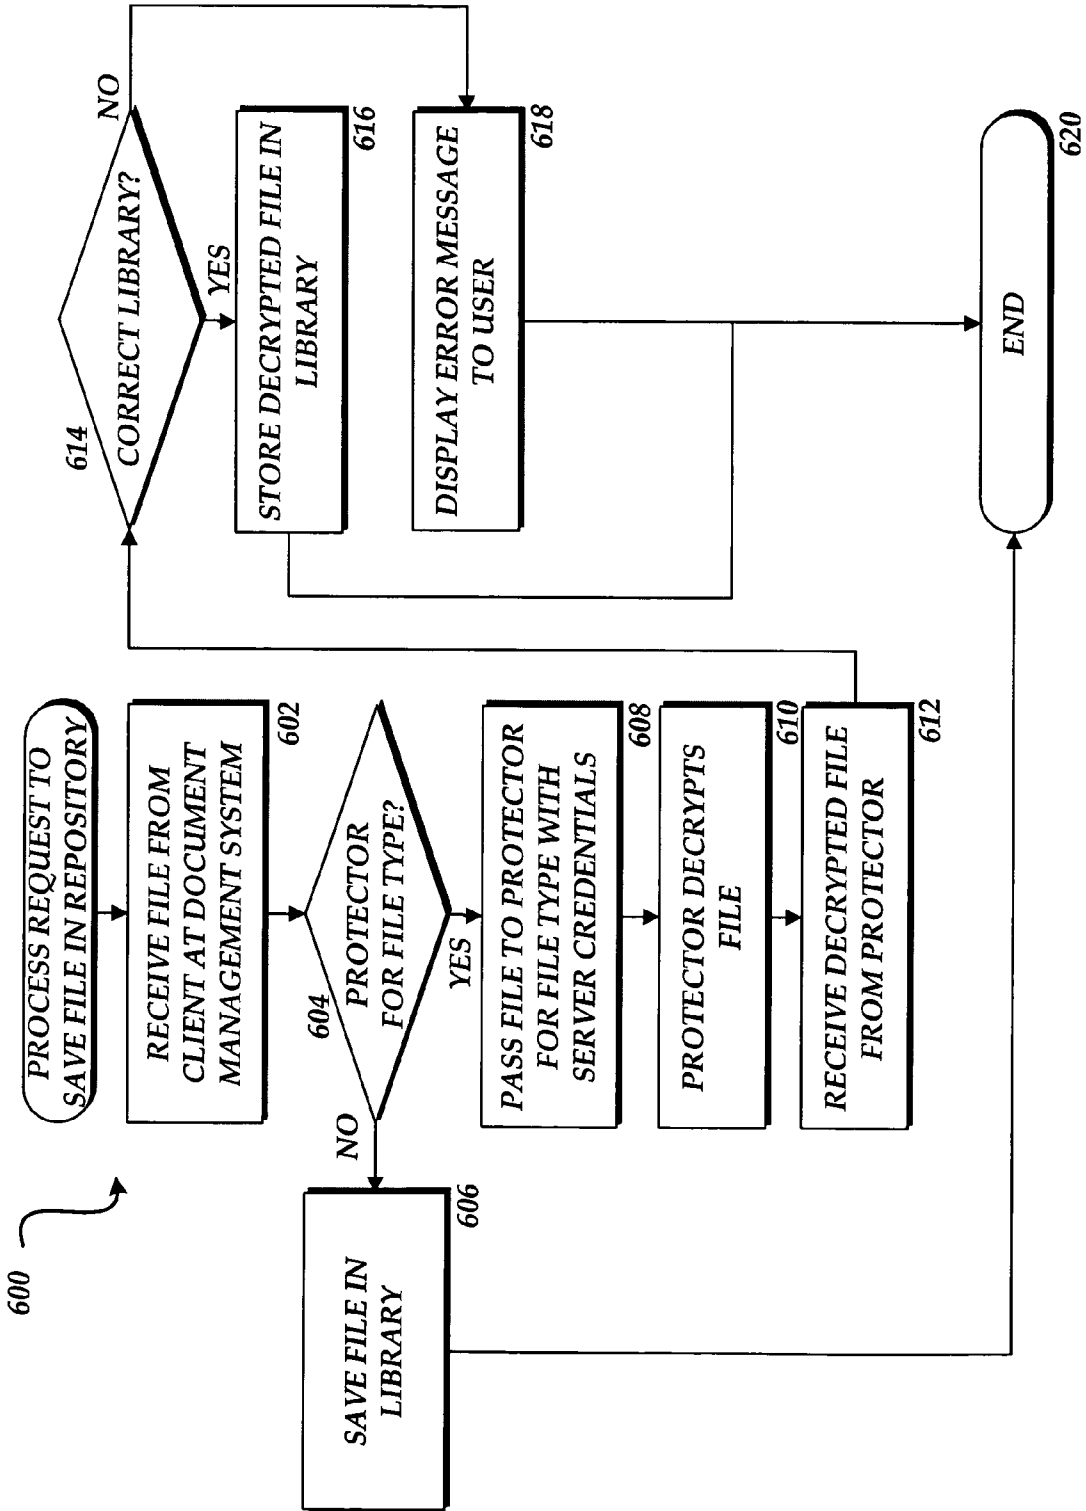 600
PROCESS REQUEST TO
SAVE FILE IN REPOSITORY
RECEIVE FILE FROM
CLIENT AT DOCUMENT
MANAGEMENT SYSTEM
602
604
PROTECTOR
FOR FILE TYPE?
NO
YES
SAVE FILE IN
LIBRARY
606
PASS FILE TO PROTECTOR
FOR FILE TYPE WITH
SERVER CREDENTIALS
608
PROTECTOR DECRYPTS
FILE
610
RECEIVE DECRYPTED FILE
FROM PROTECTOR
612
614
CORRECT LIBRARY?
NO
YES
STORE DECRYPTED FILE IN
LIBRARY
616
DISPLAY ERROR MESSAGE
TO USER
618
END
620